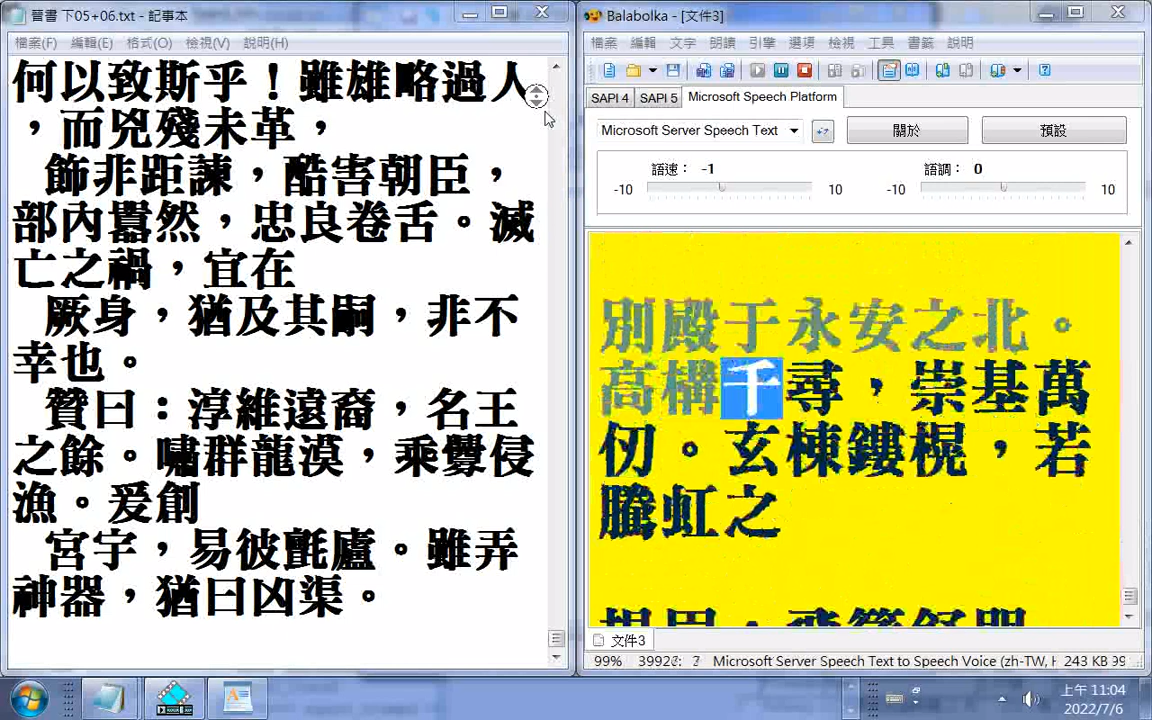 晉書 下05+06.txt - 記事本
檔案(F) 編輯(E) 格式(O) 檢視(V) 說明(H)
何以致斯乎！雖雄略過人
，而兇殘未革，
飾非距諫，酷害朝臣，
部內囂然，忠良卷舌。滅
亡之禍，宜在
厥身，猶及其嗣，非不
幸也。
贊曰：淳維遠裔，名王
之餘。嘯群龍漠，乘釁侵
漁。爰創
宮宇，易彼氈廬。雖弄
神器，猶曰凶渠。
Balabolka - [文件3]
檔案 編輯 文字 朗讀 引擎 選項 檢視 工具 書籤 說明
SAPI 4 SAPI 5 Microsoft Speech Platform
Microsoft Server Speech Text 關於 預設
語速： -1 語調： 0
-10 10 -10 10
別殿于永安之北。
高構千尋，崇基萬
仞。玄棟鏤榥，若
騰虹之
文件3
99% 3992 ? Microsoft Server Speech Text to Speech Voice (zh-TW, 243 KB 99
上午 11:04
2022/7/6